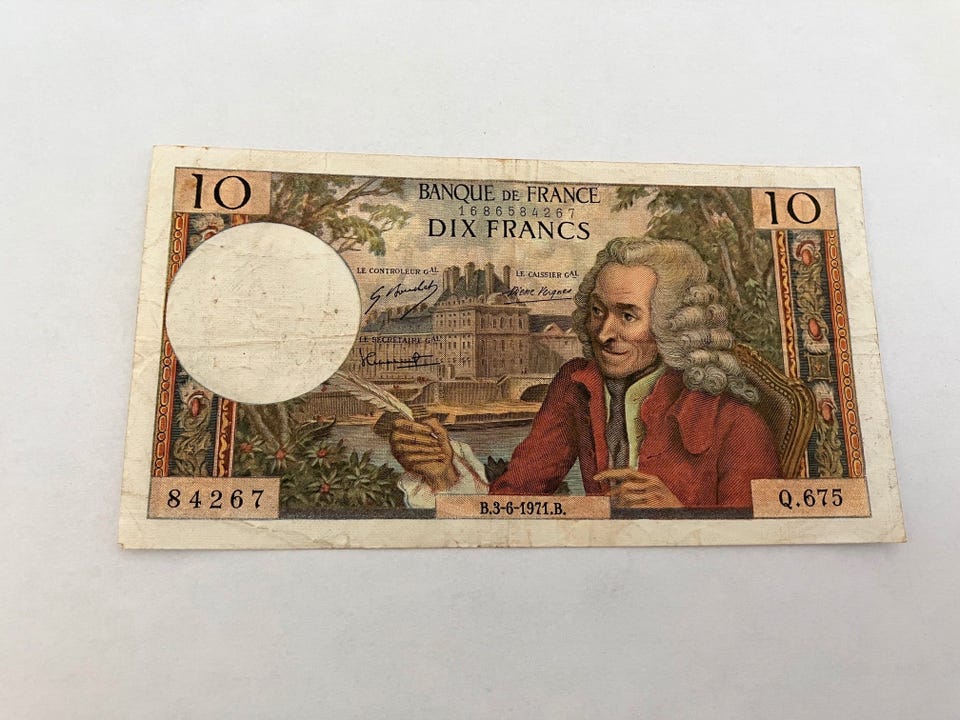 10
BANQUE DE FRANCE
1686584267
DIX FRANCS
10
LE CONTROLEUR GAL
LE CAISSIER GAL
LE SECRÉTAIRE GAL
84267
B.3-6-1971.B.
Q.675